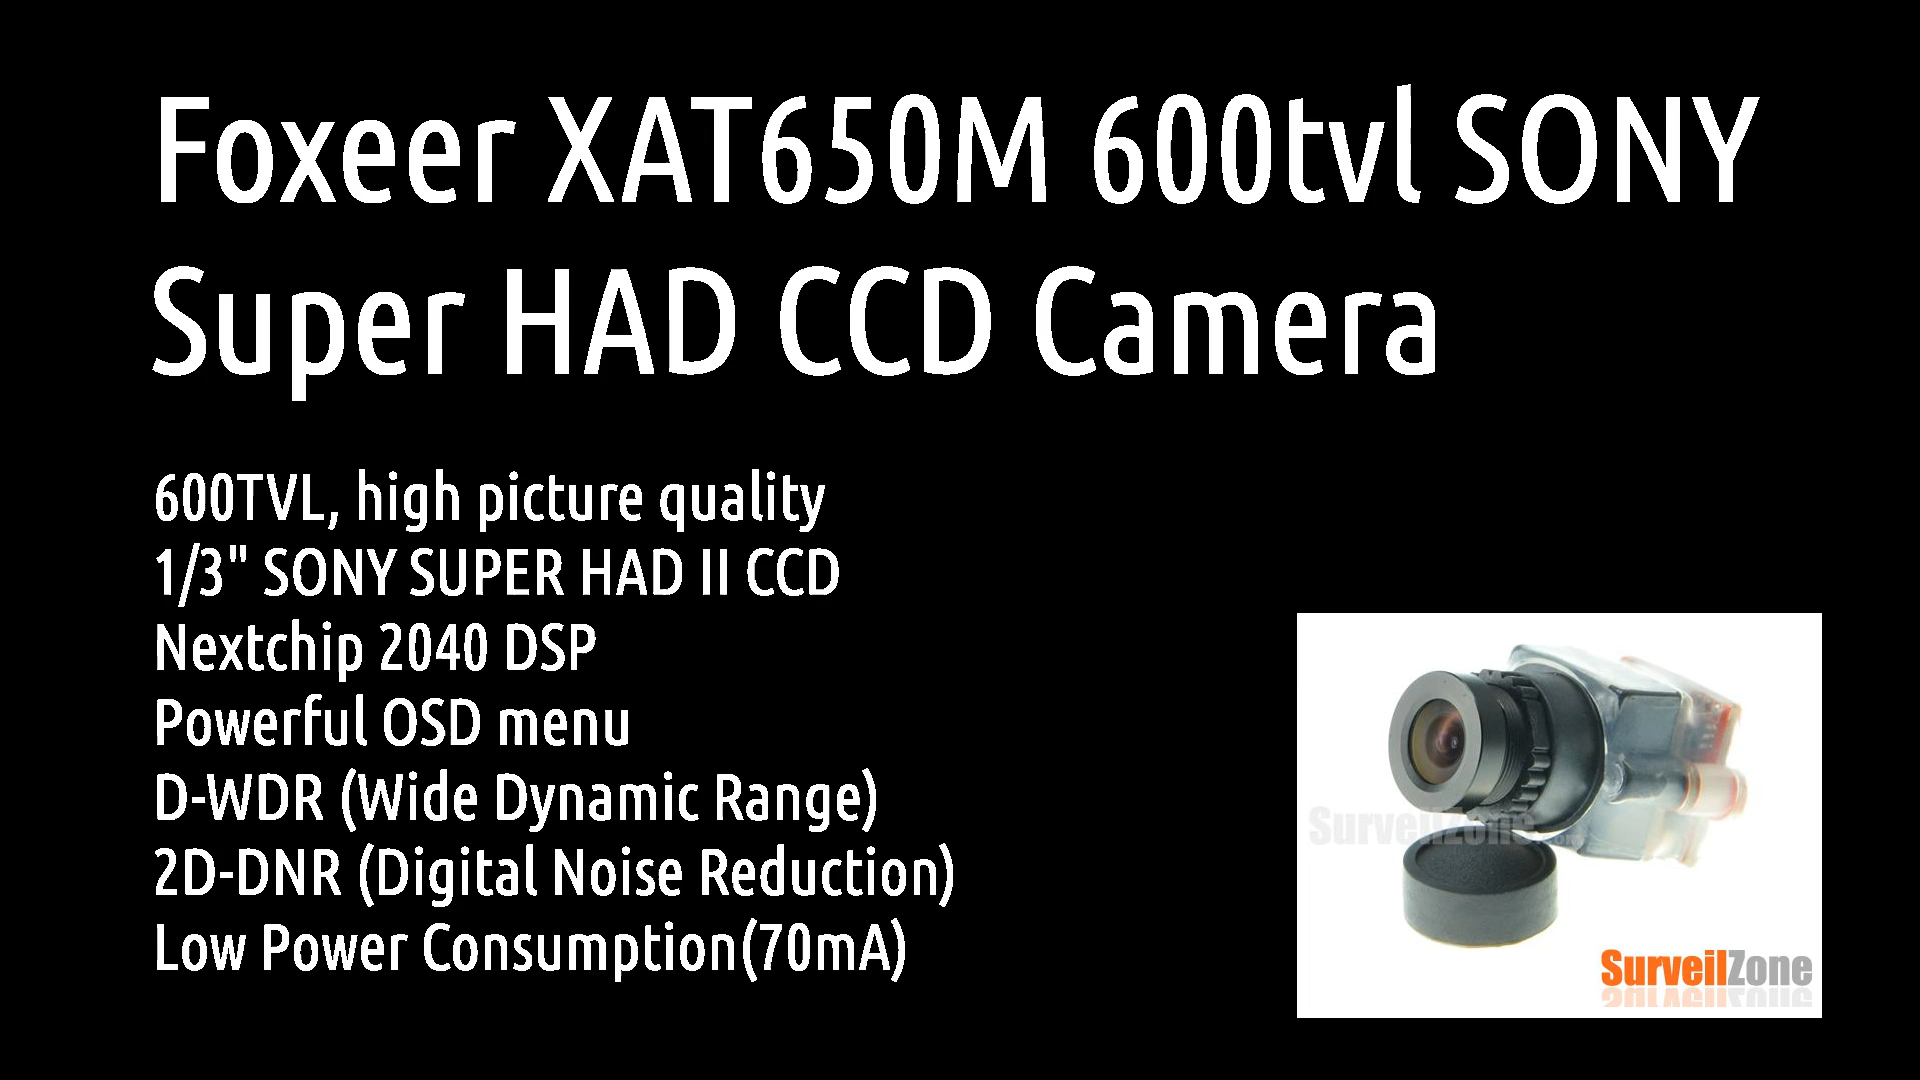 Foxeer XAT650M 600tvl SONY
Super HAD CCD Camera
600TVL, high picture quality
1/3" SONY SUPER HAD II CCD
Nextchip 2040 DSP
Powerful OSD menu
D-WDR (Wide Dynamic Range)
2D-DNR (Digital Noise Reduction)
Low Power Consumption(70mA)
SurveilZone
SurveilZone